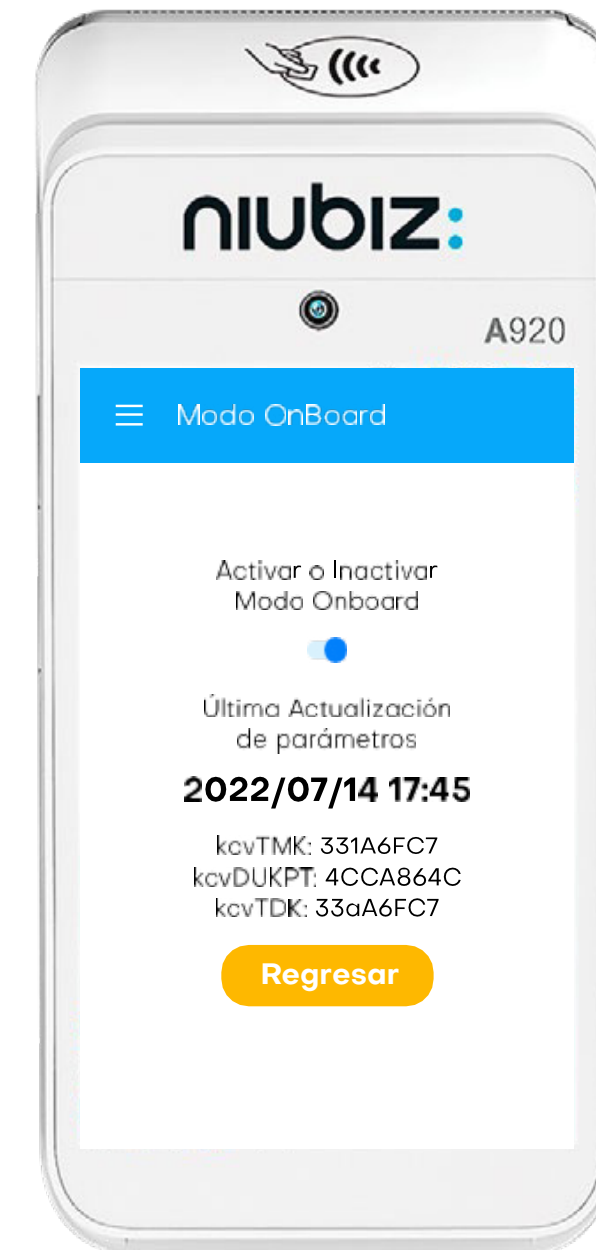 niubiz:
A920
Modo OnBoard
Activar o Inactivar
Modo Onboard
Última Actualización
de parámetros
2022/07/14 17:45
kcvTMK: 331A6FC7
kcvDUKPT: 4CCA864C
kcvTDK: 33aA6FC7
Regresar